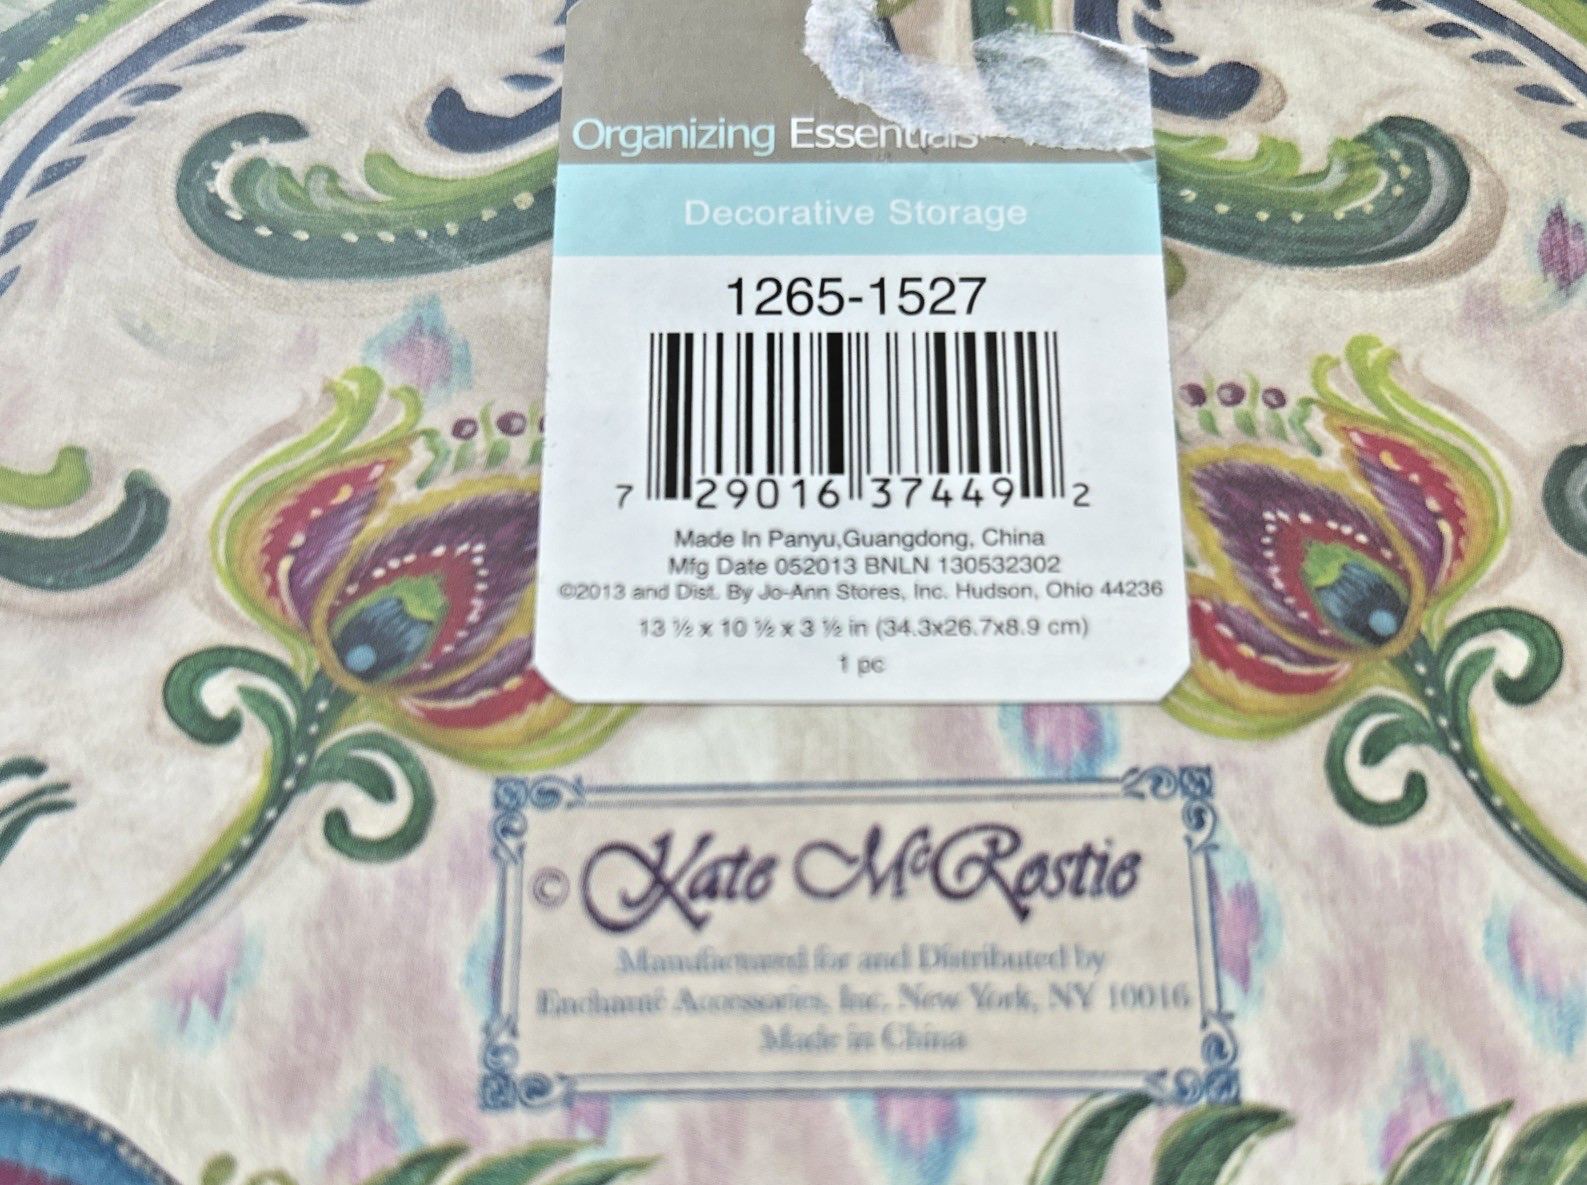 Organizing Essentials
Decorative Storage
1265-1527
7 29016 37449 2
Made In Panyu,Guangdong, China
Mfg Date 052013 BNLN 130532302
©2013 and Dist. By Jo-Ann Stores, Inc. Hudson, Ohio 44236
13 ½ x 10 ½ x 3 ½ in (34.3x26.7x8.9 cm)
1 pc
© Kate McRostie
Manufactured for and Distributed by
Enchanté Accessories, Inc. New York, NY 10016
Made in China